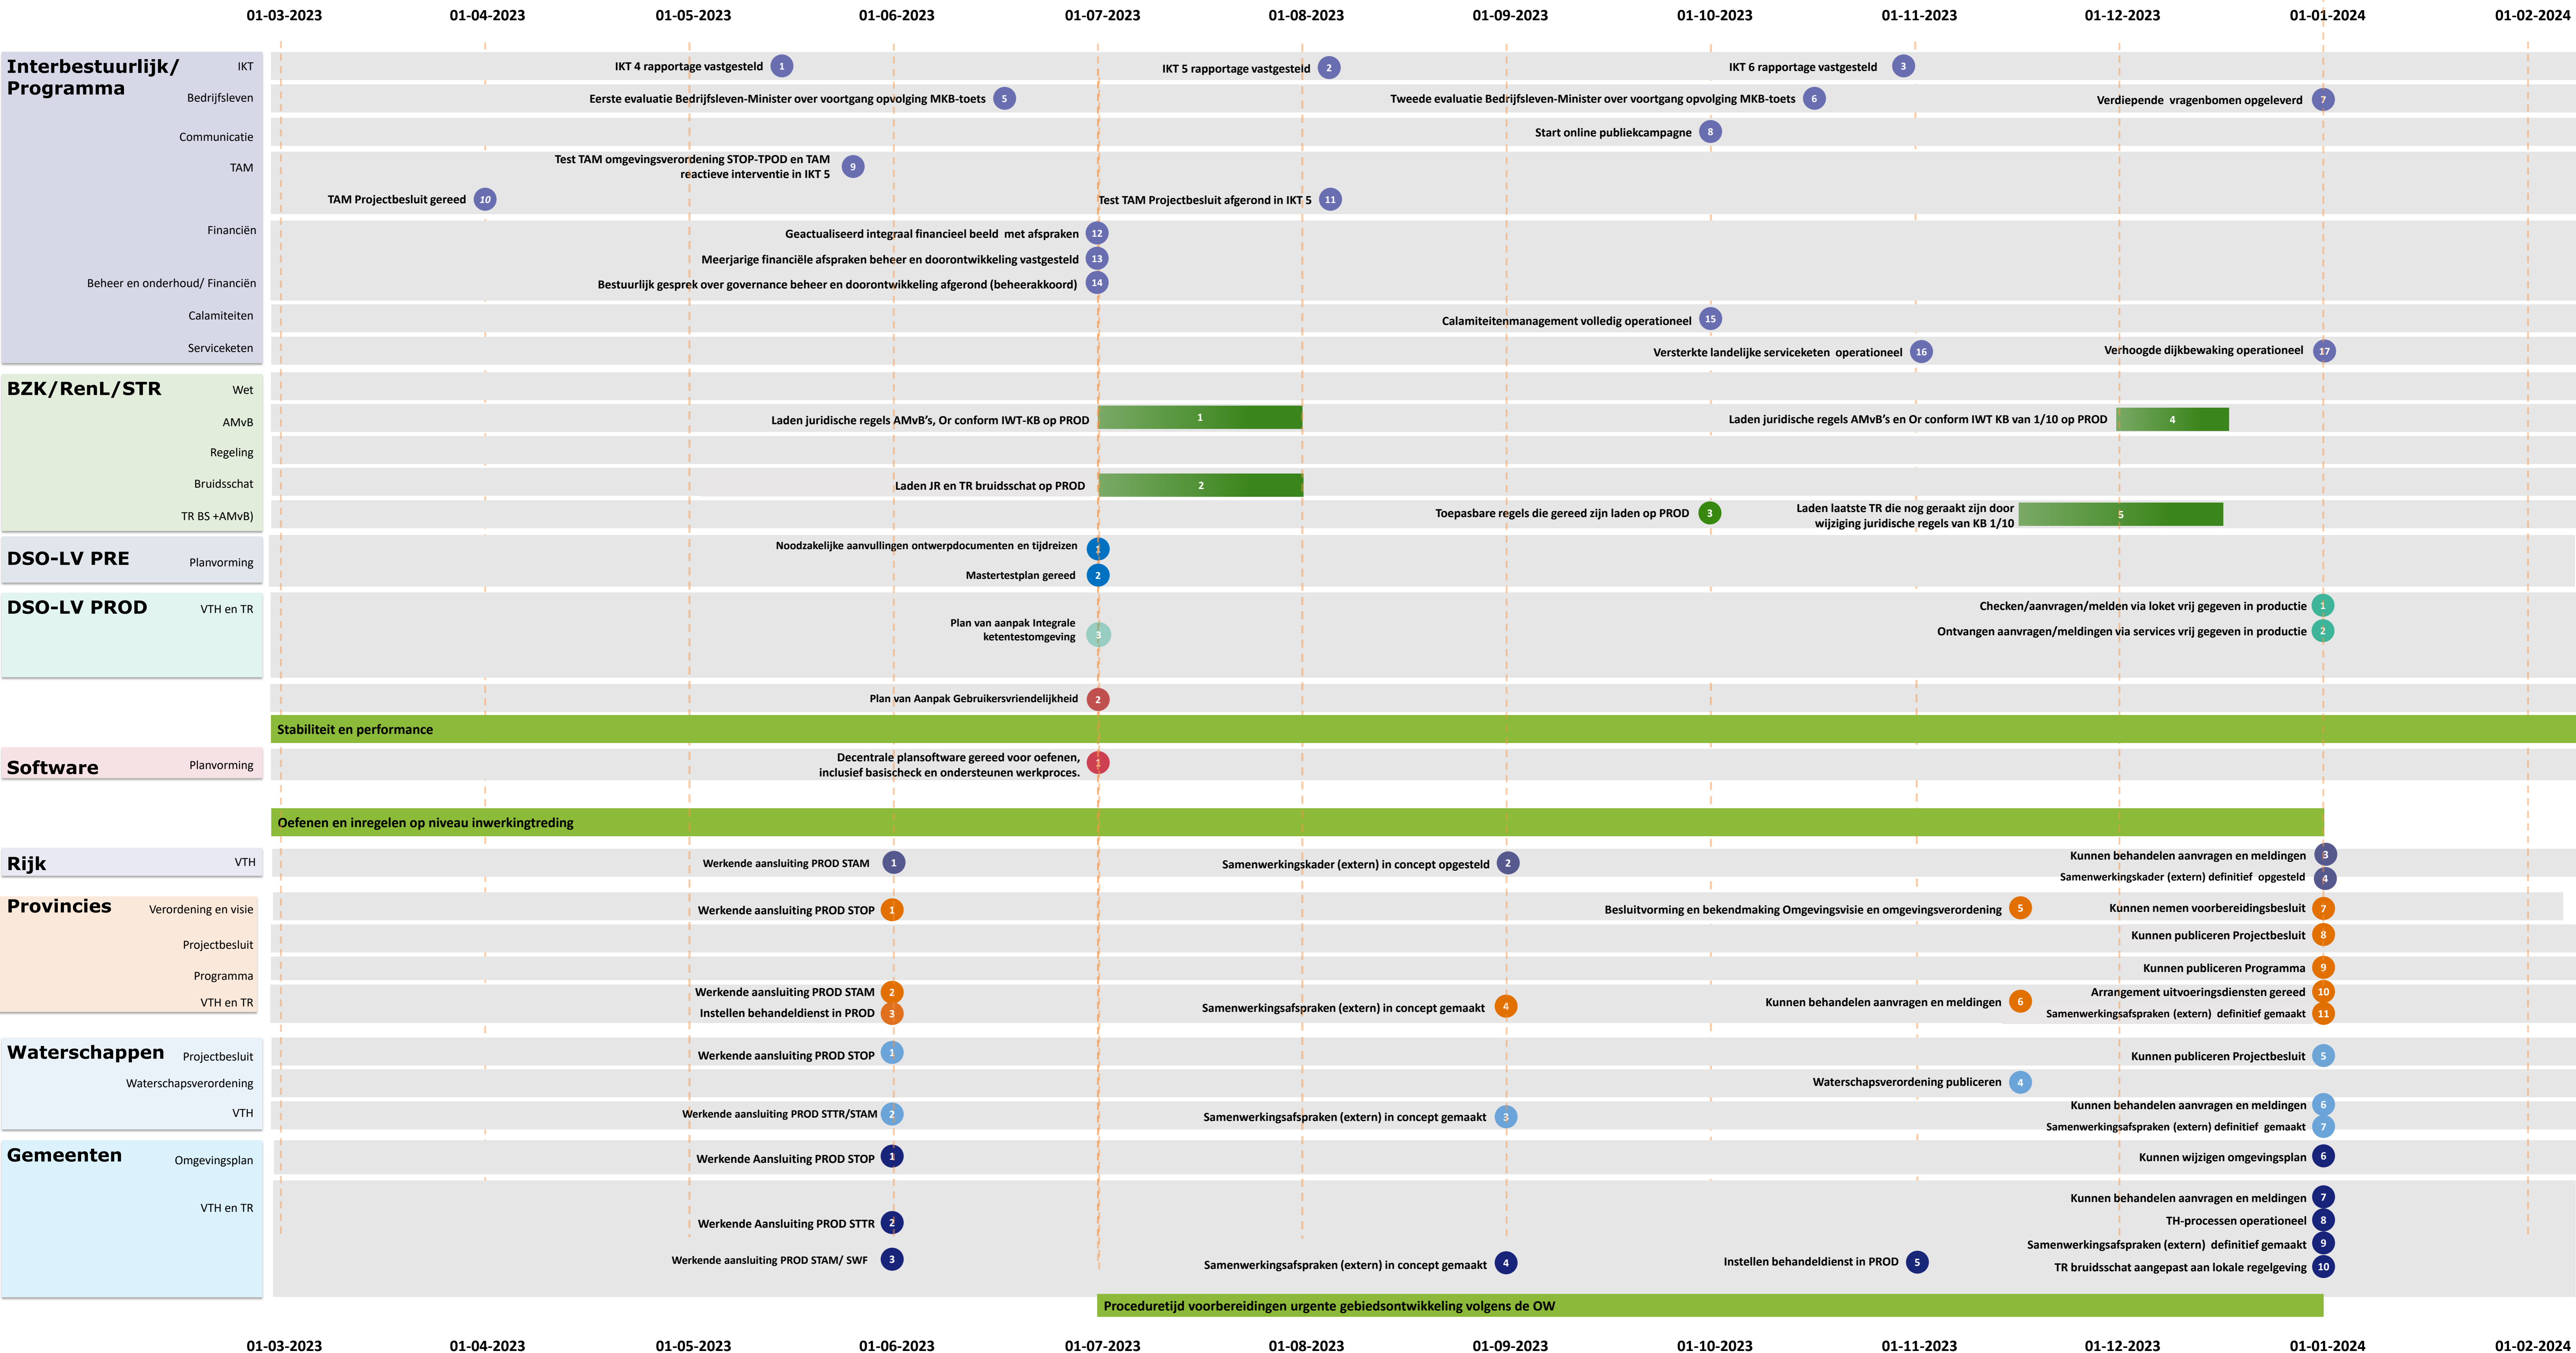 01-03-2023 01-04-2023 01-05-2023 01-06-2023 01-07-2023 01-08-2023 01-09-2023 01-10-2023 01-11-2023 01-12-2023 01-01-2024 01-02-2024
Interbestuurlijk/
Programma
IKT
IKT 4 rapportage vastgesteld 1
IKT 5 rapportage vastgesteld 2
IKT 6 rapportage vastgesteld 3
Bedrijfsleven
Eerste evaluatie Bedrijfsleven-Minister over voortgang opvolging MKB-toets 5
Tweede evaluatie Bedrijfsleven-Minister over voortgang opvolging MKB-toets 6
Verdiepende vragenbomen opgeleverd 7
Communicatie
Start online publiekcampagne 8
TAM
Test TAM omgevingsverordening STOP-TPOD en TAM
reactieve interventie in IKT 5
9
TAM Projectbesluit gereed 10
Test TAM Projectbesluit afgerond in IKT 5 11
Financiën
Geactualiseerd integraal financieel beeld met afspraken 12
Meerjarige financiële afspraken beheer en doorontwikkeling vastgesteld 13
Beheer en onderhoud/ Financiën
Bestuurlijk gesprek over governance beheer en doorontwikkeling afgerond (beheerakkoord) 14
Calamiteiten
Calamiteitenmanagement volledig operationeel 15
Serviceketen
Versterkte landelijke serviceketen operationeel 16
Verhoogde dijkbewaking operationeel 17
BZK/RenL/STR
Wet
AMvB
Laden juridische regels AMvB's, Or conform IWT-KB op PROD 1
Laden juridische regels AMvB's en Or conform IWT KB van 1/10 op PROD 4
Regeling
Bruidsschat
Laden JR en TR bruidsschat op PROD 2
TR BS +AMvB)
Toepasbare regels die gereed zijn laden op PROD 3
Laden laatste TR die nog geraakt zijn door
wijziging juridische regels van KB 1/10
5
DSO-LV PRE
Planvorming
Noodzakelijke aanvullingen ontwerpdocumenten en tijdreizen 1
Mastertestplan gereed 2
DSO-LV PROD
VTH en TR
Checken/aanvragen/melden via loket vrij gegeven in productie 1
Plan van aanpak Integrale
ketentestomgeving
3
Ontvangen aanvragen/meldingen via services vrij gegeven in productie 2
Plan van Aanpak Gebruikersvriendelijkheid 2
Stabiliteit en performance
Software
Planvorming
Decentrale plansoftware gereed voor oefenen,
inclusief basischeck en ondersteunen werkproces.
1
Oefenen en inregelen op niveau inwerkingtreding
Rijk
VTH
Werkende aansluiting PROD STAM 1
Samenwerkingskader (extern) in concept opgesteld 2
Kunnen behandelen aanvragen en meldingen 3
Samenwerkingskader (extern) definitief opgesteld 4
Provincies
Verordening en visie
Werkende aansluiting PROD STOP 1
Besluitvorming en bekendmaking Omgevingsvisie en omgevingsverordening 5
Kunnen nemen voorbereidingsbesluit 7
Projectbesluit
Kunnen publiceren Projectbesluit 8
Programma
Kunnen publiceren Programma 9
VTH en TR
Werkende aansluiting PROD STAM 2
Instellen behandeldienst in PROD 3
Samenwerkingsafspraken (extern) in concept gemaakt 4
Kunnen behandelen aanvragen en meldingen 6
Arrangement uitvoeringsdiensten gereed 10
Samenwerkingsafspraken (extern) definitief gemaakt 11
Waterschappen
Projectbesluit
Werkende aansluiting PROD STOP 1
Kunnen publiceren Projectbesluit 5
Waterschapsverordening
Waterschapsverordening publiceren 4
VTH
Werkende aansluiting PROD STTR/STAM 2
Samenwerkingsafspraken (extern) in concept gemaakt 3
Kunnen behandelen aanvragen en meldingen 6
Samenwerkingsafspraken (extern) definitief gemaakt 7
Gemeenten
Omgevingsplan
Werkende Aansluiting PROD STOP 1
Kunnen wijzigen omgevingsplan 6
VTH en TR
Kunnen behandelen aanvragen en meldingen 7
Werkende Aansluiting PROD STTR 2
TH-processen operationeel 8
Samenwerkingsafspraken (extern) definitief gemaakt 9
Werkende aansluiting PROD STAM/ SWF 3
Samenwerkingsafspraken (extern) in concept gemaakt 4
Instellen behandeldienst in PROD 5
TR bruidsschat aangepast aan lokale regelgeving 10
Proceduretijd voorbereidingen urgente gebiedsontwikkeling volgens de OW
01-03-2023 01-04-2023 01-05-2023 01-06-2023 01-07-2023 01-08-2023 01-09-2023 01-10-2023 01-11-2023 01-12-2023 01-01-2024 01-02-2024